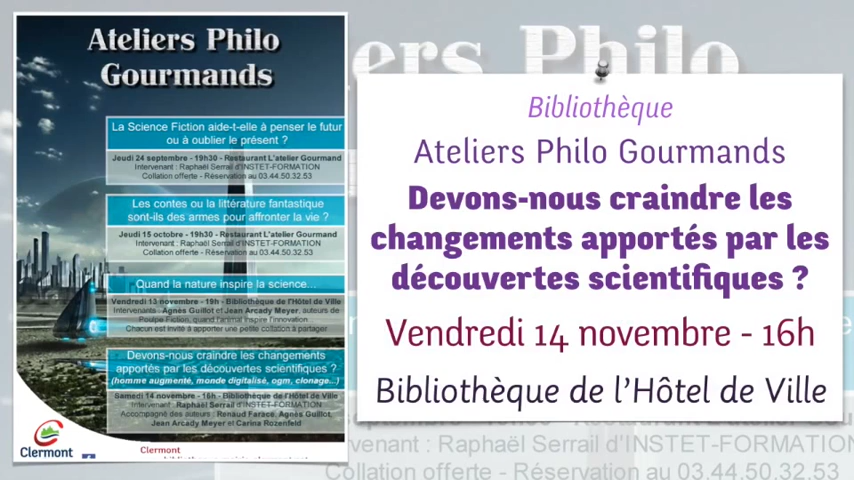 Ateliers Philo
Gourmands
La Science Fiction aide-t-elle à penser le futur
ou à oublier le présent ?
Jeudi 24 septembre - 19h30 - Restaurant L'atelier Gourmand
Intervenant : Raphaël Serrail d'INSTET-FORMATION
Collation offerte - Réservation au 03.44.50.32.53
Les contes ou la littérature fantastique
sont-ils des armes pour affronter la vie ?
Jeudi 15 octobre - 19h30 - Restaurant L'atelier Gourmand
Intervenant : Raphaël Serrail d'INSTET-FORMATION
Collation offerte - Réservation au 03.44.50.32.53
Quand la nature inspire la science...
Vendredi 13 novembre - 19h - Bibliothèque de l'Hôtel de Ville
Intervenants : Agnès Guillot et Jean Arcady Meyer, auteurs de
Poulpe Fiction, quand l'animal inspire l'innovation
Chacun est invité à apporter une petite collation à partager
Devons-nous craindre les changements
apportés par les découvertes scientifiques ?
(homme augmenté, monde digitalisé, ogm, clonage...)
Samedi 14 novembre - 16h - Bibliothèque de l'Hôtel de Ville
Intervenant : Raphaël Serrail d'INSTET-FORMATION
Accompagné des auteurs : Renaud Farace, Agnès Guillot,
Jean Arcady Meyer et Carina Rozenfeld
Clermont
Clermont
iers Philo
Bibliothèque
Ateliers Philo Gourmands
Devons-nous craindre les
changements apportés par les
découvertes scientifiques ?
Vendredi 14 novembre - 16h
Bibliothèque de l'Hôtel de Ville
venant : Raphaël Serrail d'INSTET-FORMATION
Collation offerte - Réservation au 03.44.50.32.53